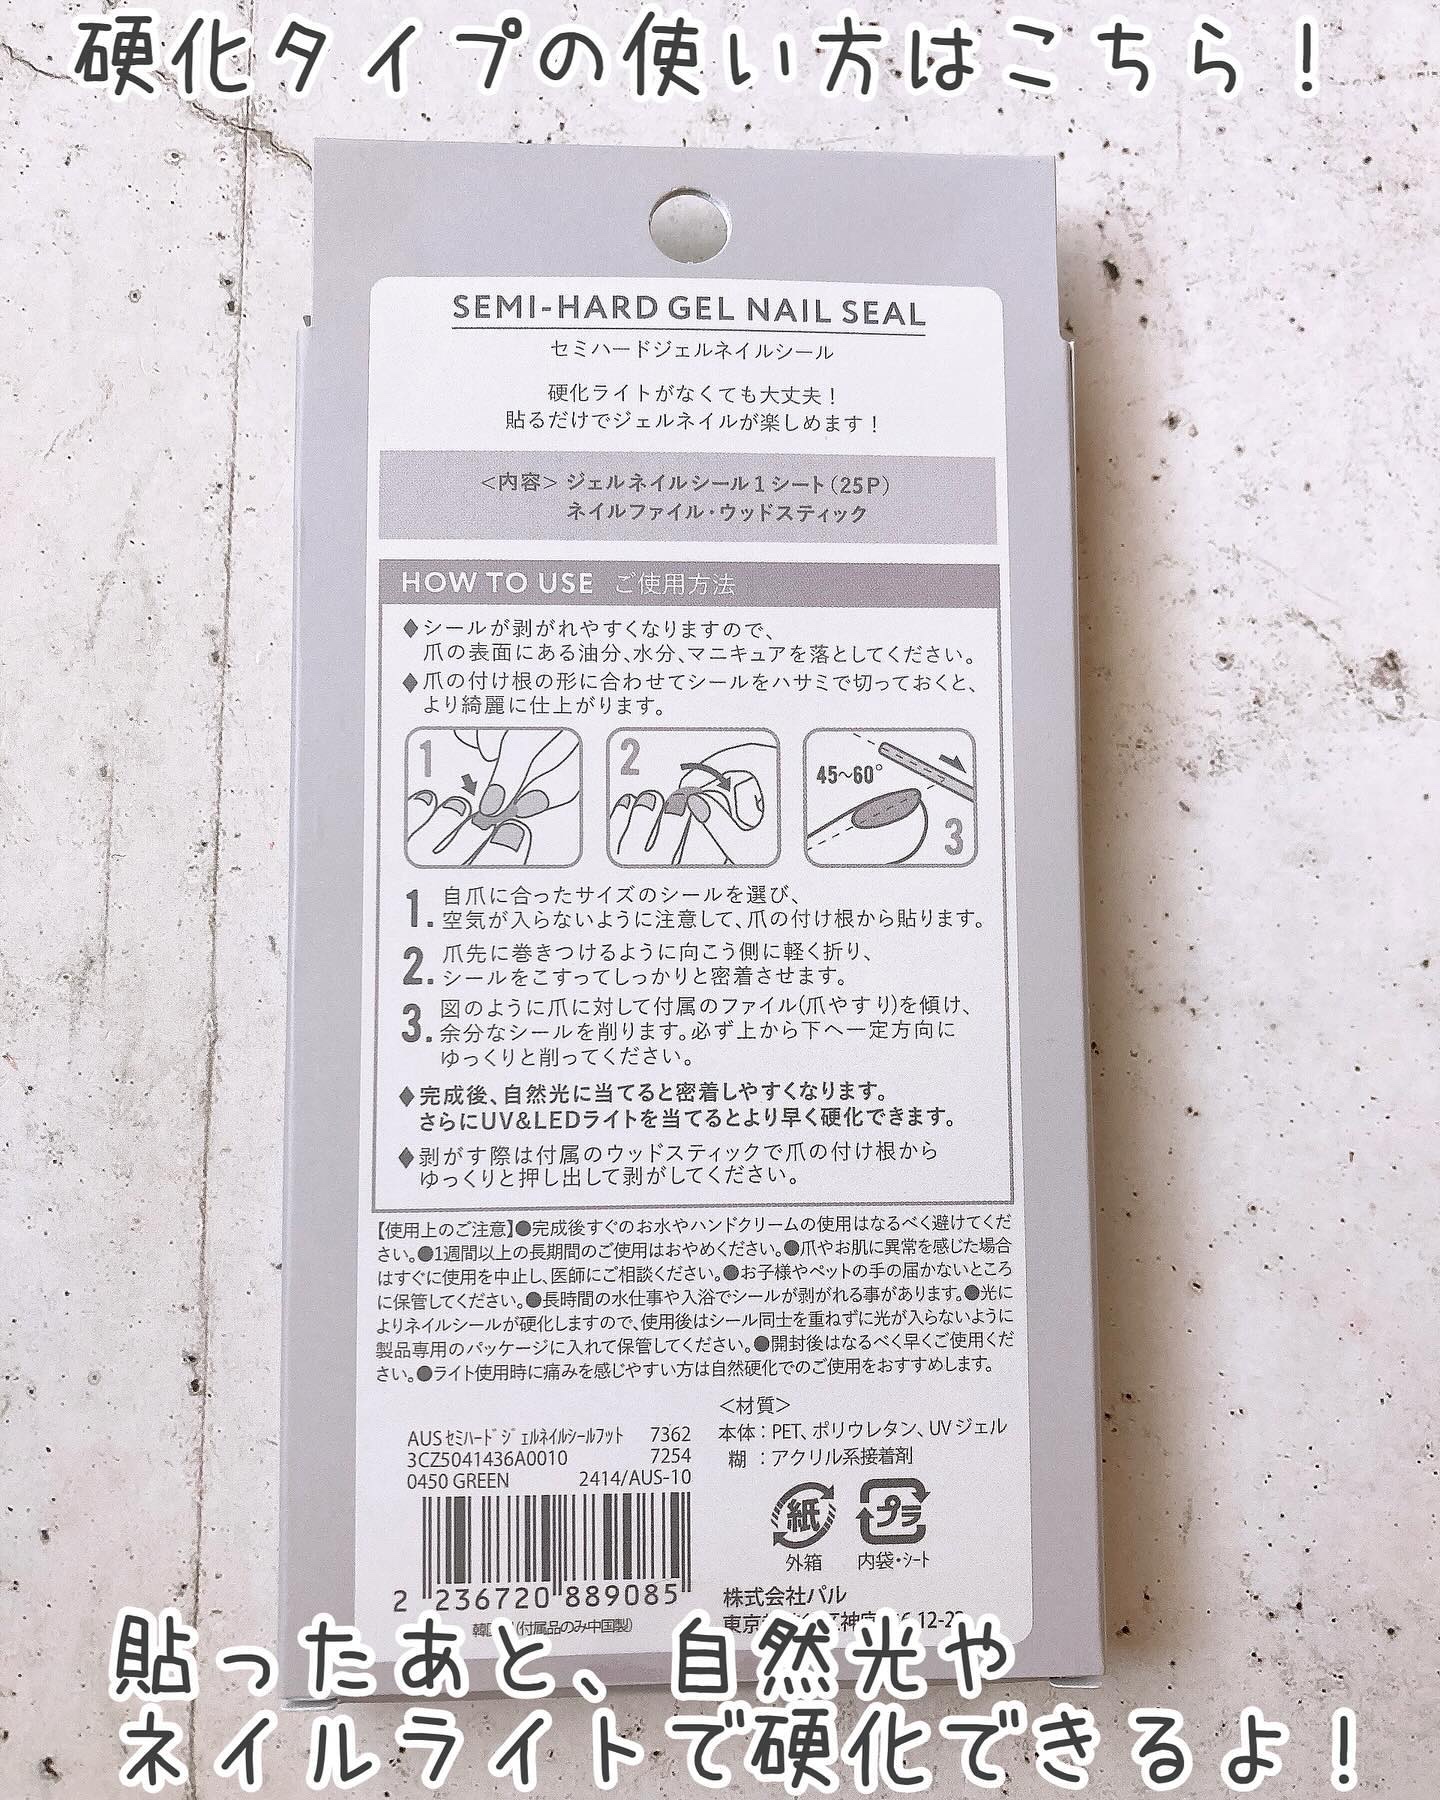 硬化タイプの使い方はこちら！
SEMI-HARD GEL NAIL SEAL
セミハードジェルネイルシール
硬化ライトがなくても大丈夫！
貼るだけでジェルネイルが楽しめます！
<内容> ジェルネイルシール1シート(25P)
ネイルファイル・ウッドスティック
HOW TO USE ご使用方法
♦シールが剥がれやすくなりますので、
爪の表面にある油分、水分、マニキュアを落としてください。
♦爪の付け根の形に合わせてシールをハサミで切っておくと、
より綺麗に仕上がります。
1
2
45~60°
3
1. 自爪に合ったサイズのシールを選び、
空気が入らないように注意して、爪の付け根から貼ります。
2. 爪先に巻きつけるように向こう側に軽く折り、
シールをこすってしっかりと密着させます。
3. 図のように爪に対して付属のファイル(爪やすり)を傾け、
余分なシールを削ります。必ず上から下へ一定方向に
ゆっくりと削ってください。
♦完成後、自然光に当てると密着しやすくなります。
さらにUV&LEDライトを当てるとより早く硬化できます。
♦剥がす際は付属のウッドスティックで爪の付け根から
ゆっくりと押し出して剥がしてください。
【使用上のご注意】●完成後すぐのお水やハンドクリームの使用はなるべく避けてくだ
さい。●1週間以上の長期間のご使用はおやめください。●爪やお肌に異常を感じた場合
はすぐに使用を中止し、医師にご相談ください。●お子様やペットの手の届かないところ
に保管してください。●長時間の水仕事や入浴でシールが剥がれる事があります。●光に
よりネイルシールが硬化しますので、使用後はシール同士を重ねずに光が入らないように
製品専用のパッケージに入れて保管してください。●開封後はなるべく早くご使用くだ
さい。●ライト使用時に痛みを感じやすい方は自然硬化でのご使用をおすすめします。
<材質>
本体：PET、ポリウレタン、UVジェル
糊 ：アクリル系接着剤
AUSセミハードジェルネイルシールフット 7362
3CZ5041436A0010 7254
0450 GREEN 2414/AUS-10
紙
プラ
外箱
内袋・シート
2 236720 889085
株式会社パル
(付属品のみ中国製)
貼ったあと、自然光や
ネイルライトで硬化できるよ！